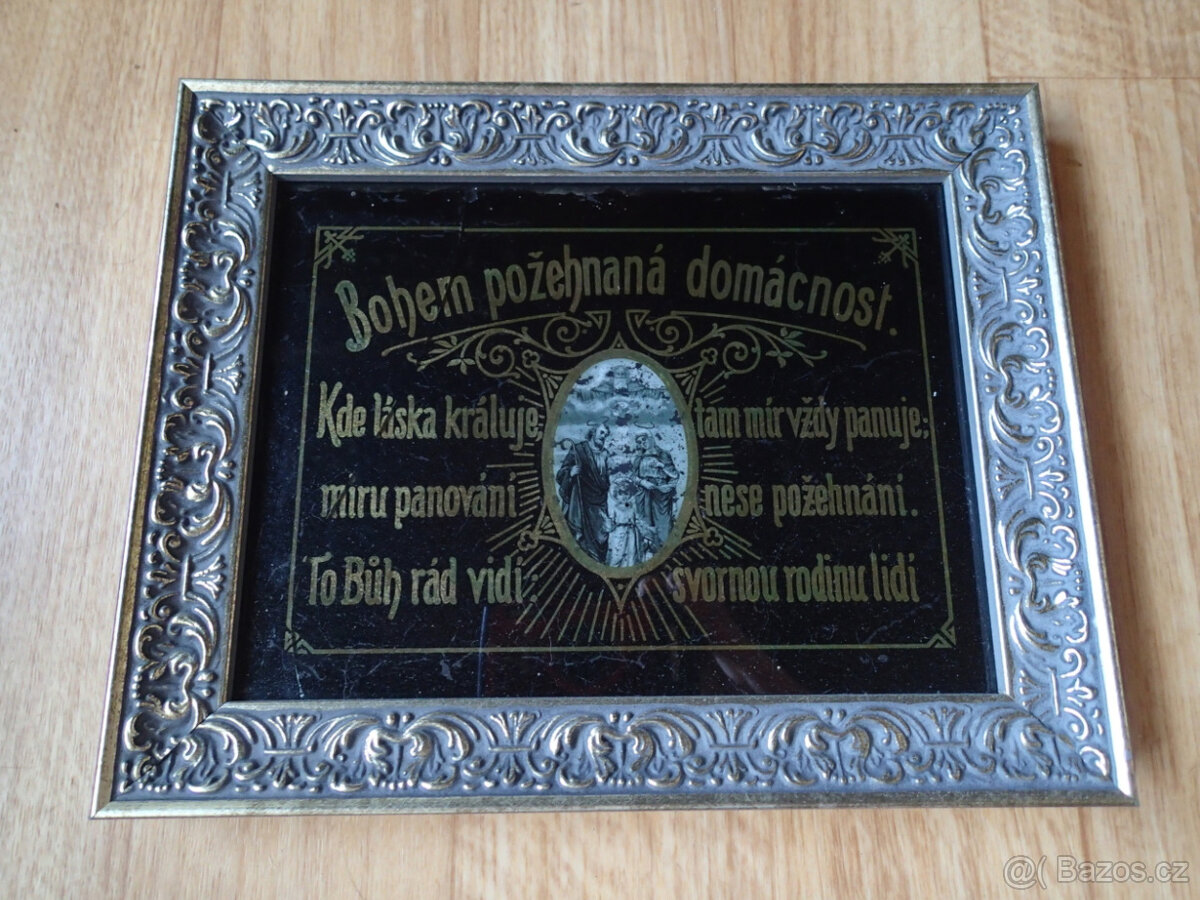 Bohem požehnaná domácnost.
Kde láska králuje, tam mír vždy panuje;
míru panování nese požehnání.
To Bůh rád vidí: svornou rodinu lidí
@( Bazos.cz